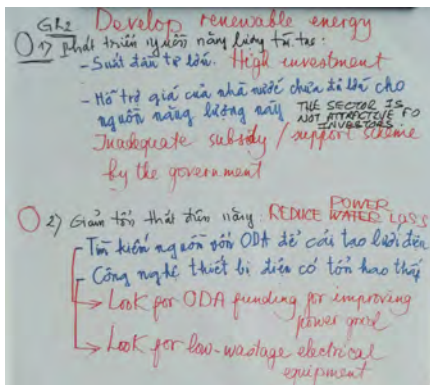 GR2 Develop renewable energy
1) Phát triển nguồn năng lượng tái tạo:
- Suất đầu tư lớn. High investment
- Hỗ trợ giá của nhà nước chưa đủ lớn cho
nguồn năng lượng này THE SECTOR IS
NOT ATTRACTIVE TO
INVESTORS
Inadequate subsidy / support scheme
by the government
POWER
2) Giảm tổn thất điện năng: REDUCE WATER LOSS
- Tìm kiếm nguồn vốn ODA để cải tạo lưới điện
- Công nghệ thiết bị điện có tổn hao thấp
→ Look for ODA funding for improving
power grid
→ Look for low-wastage electrical
equipment